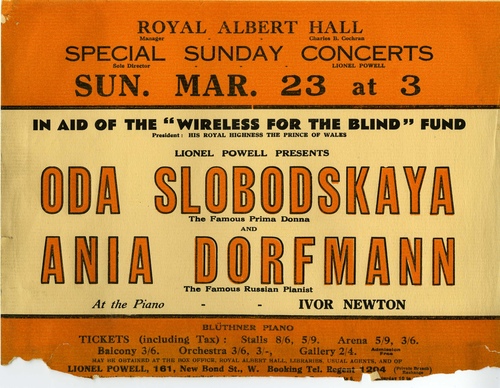 ROYAL ALBERT HALL
Manager - - - Charles B. Cochran
SPECIAL SUNDAY CONCERTS
Sole Director - - - LIONEL POWELL
SUN. MAR. 23 at 3
IN AID OF THE "WIRELESS FOR THE BLIND" FUND
President: HIS ROYAL HIGHNESS THE PRINCE OF WALES
LIONEL POWELL PRESENTS
ODA SLOBODSKAYA
The Famous Prima Donna
AND
ANIA DORFMANN
The Famous Russian Pianist
At the Piano - - IVOR NEWTON
BLÜTHNER PIANO
TICKETS (including Tax): Stalls 8/6, 5/9. Arena 5/9, 3/6.
Balcony 3/6. Orchestra 3/6, 3/-, Gallery 2/4. Admission Free
MAY BE OBTAINED AT THE BOX OFFICE, ROYAL ALBERT HALL, LIBRARIES, USUAL AGENTS, AND OF
LIONEL POWELL, 161, New Bond St., W. Booking Tel. Regent 1204